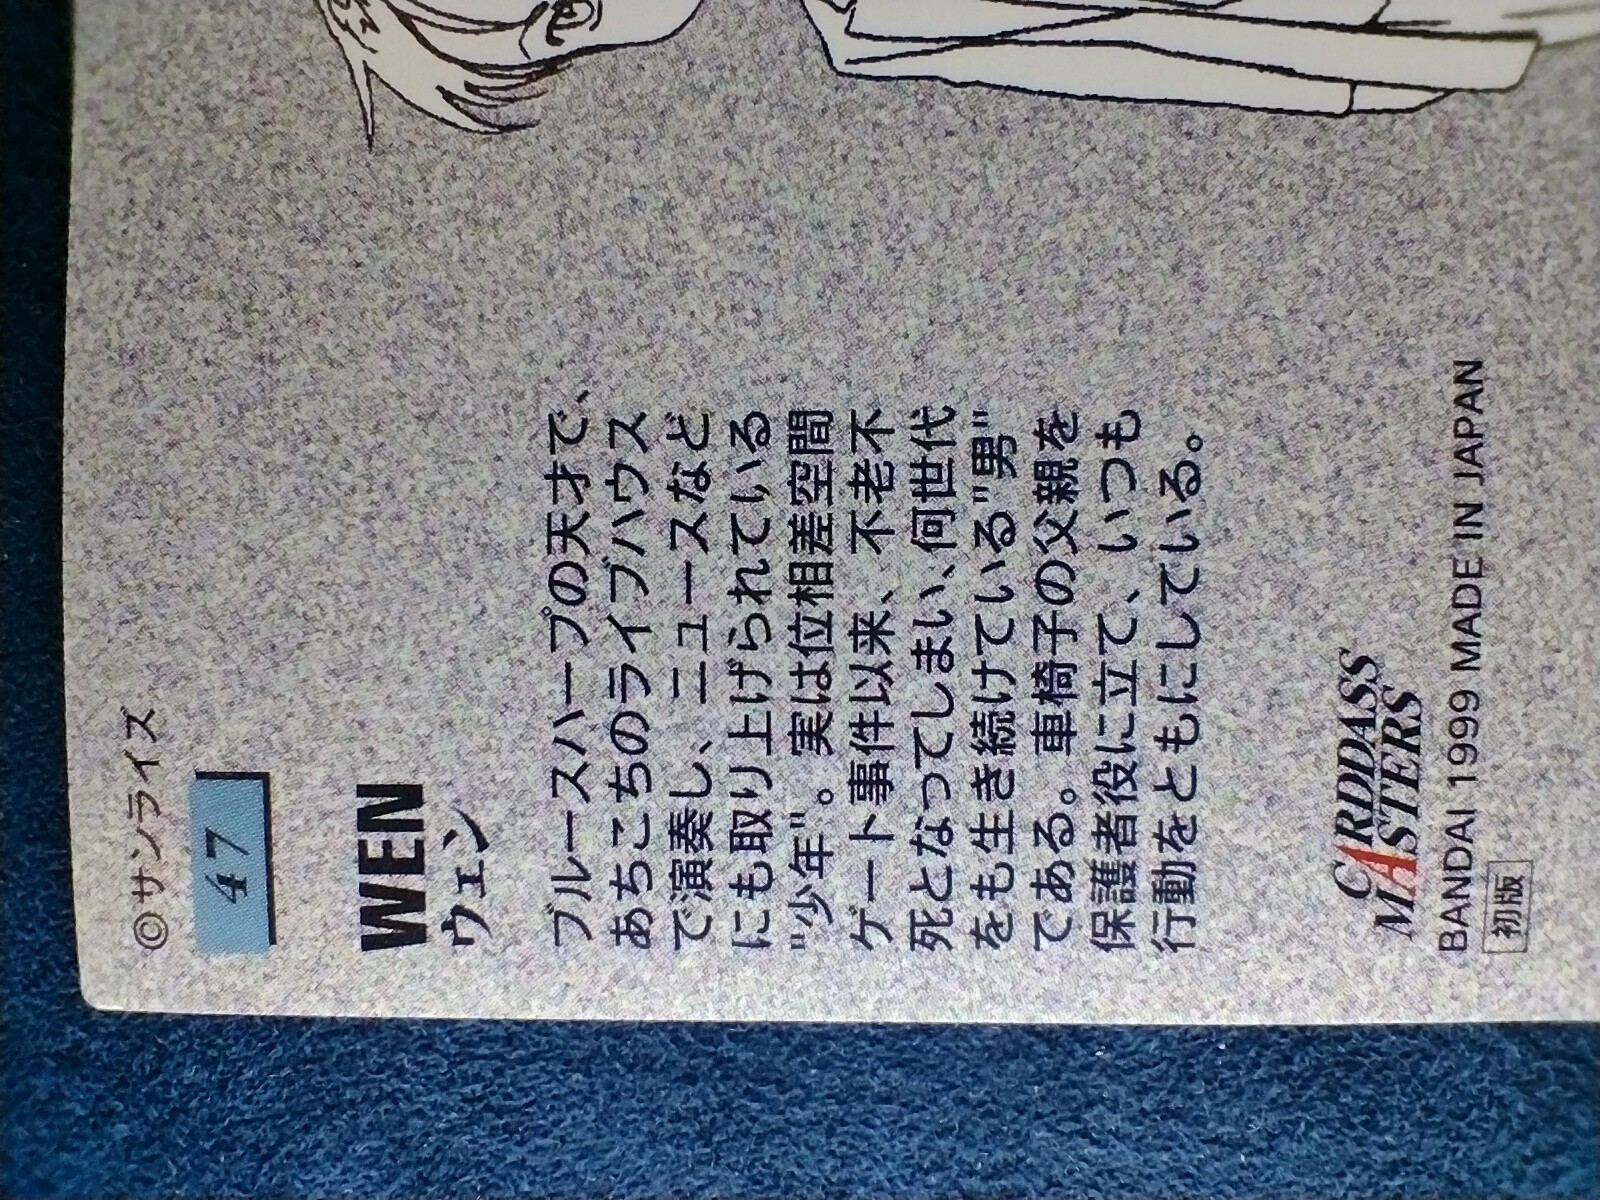 ©サンライズ
47
WEN
ウェン
ブルースハープの天才で、
あちこちのライブハウス
で演奏し、ニュースなど
にも取り上げられている
"少年"。実は位相差空間
ゲート事件以来、不老不
死となってしまい、何世代
をも生き続けている"男"
である。車椅子の父親を
保護者役に立て、いつも
行動をともにしている。
CARDDASS
MASTERS
BANDAI 1999 MADE IN JAPAN
初版